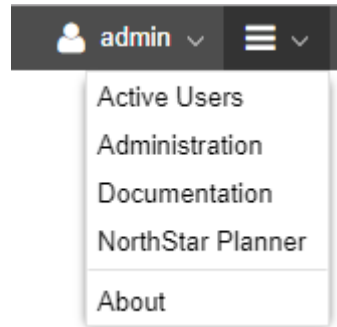 admin
Active Users
Administration
Documentation
NorthStar Planner
About